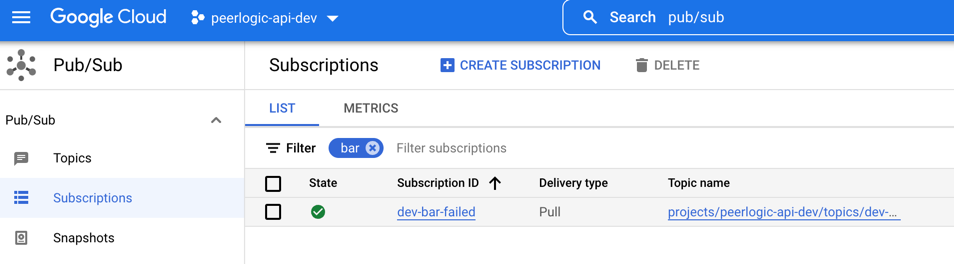 Google Cloud peerlogic-api-dev Search pub/sub
Pub/Sub Subscriptions CREATE SUBSCRIPTION DELETE
Pub/Sub
Topics
Subscriptions
Snapshots
LIST METRICS
Filter bar Filter subscriptions
State Subscription ID Delivery type Topic name
dev-bar-failed Pull projects/peerlogic-api-dev/topics/dev-...